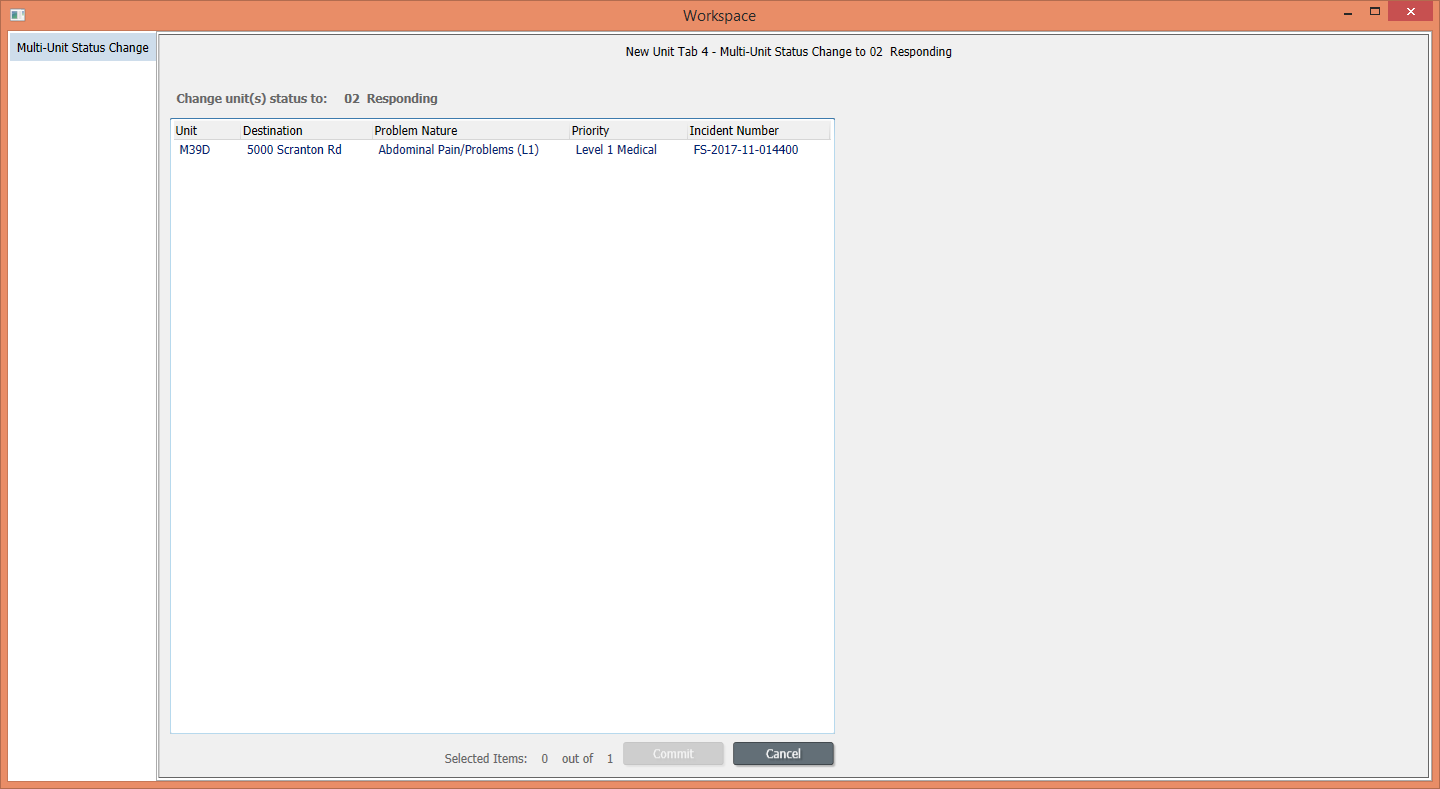 Workspace
Multi-Unit Status Change
New Unit Tab 4 - Multi-Unit Status Change to 02 Responding
Change unit(s) status to: 02 Responding
Unit Destination Problem Nature Priority Incident Number
M39D 5000 Scranton Rd Abdominal Pain/Problems (L1) Level 1 Medical FS-2017-11-014400
Selected Items: 0 out of 1 Commit Cancel